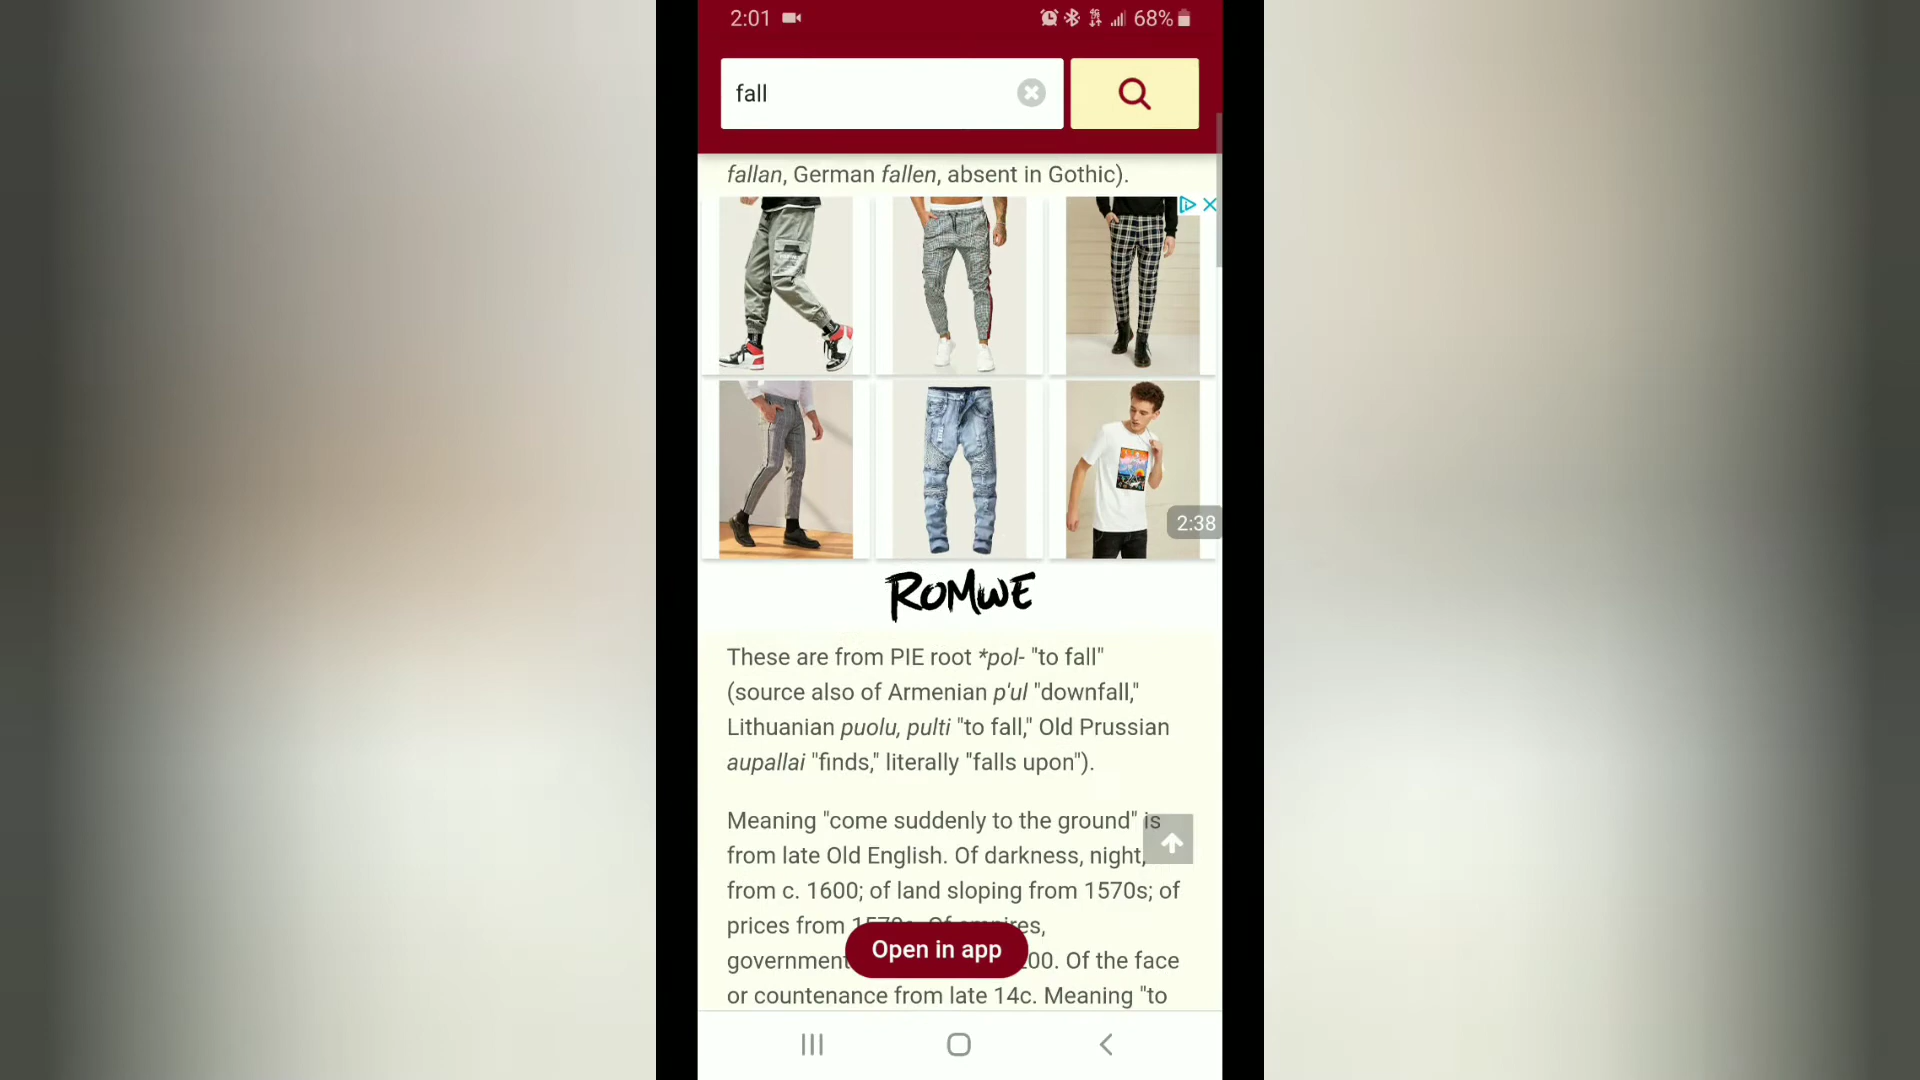 2:01 68%
fall
fallan, German fallen, absent in Gothic).
2:38
ROMWE
These are from PIE root *pol- "to fall"
(source also of Armenian p'ul "downfall,"
Lithuanian puolu, pulti "to fall," Old Prussian
aupallai "finds," literally "falls upon").
Meaning "come suddenly to the ground" is
from late Old English. Of darkness, night,
from c. 1600; of land sloping from 1570s; of
prices from
government
Open in app
Of the face
or countenance from late 14c. Meaning "to